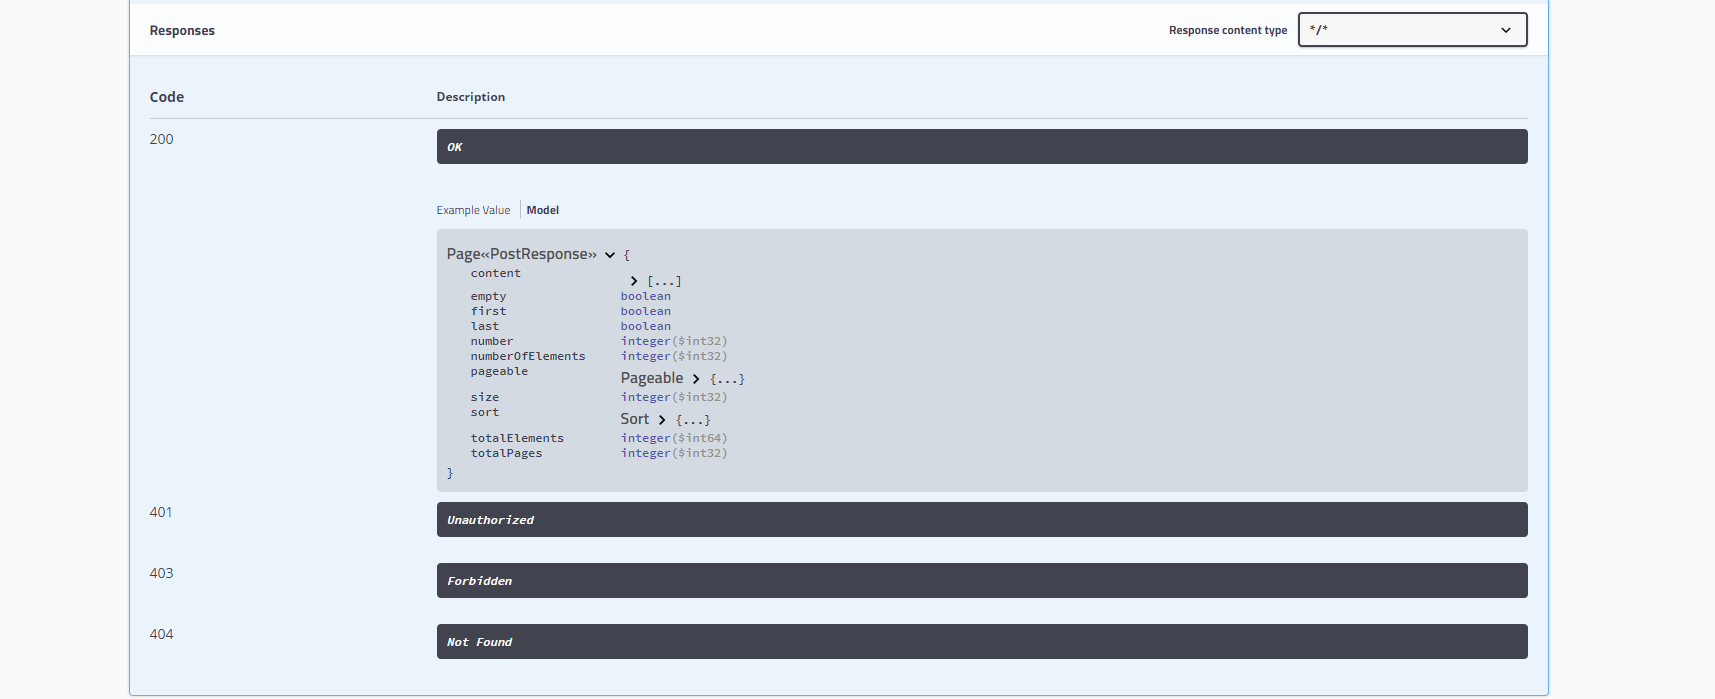 Responses
Response content type */*
Code Description
200 OK
Example Value Model
Page«PostResponse» {
content
[...]
empty boolean
first boolean
last boolean
number integer($int32)
numberOfElements integer($int32)
pageable
Pageable {...}
size integer($int32)
sort
Sort {...}
totalElements integer($int64)
totalPages integer($int32)
}
401 Unauthorized
403 Forbidden
404 Not Found